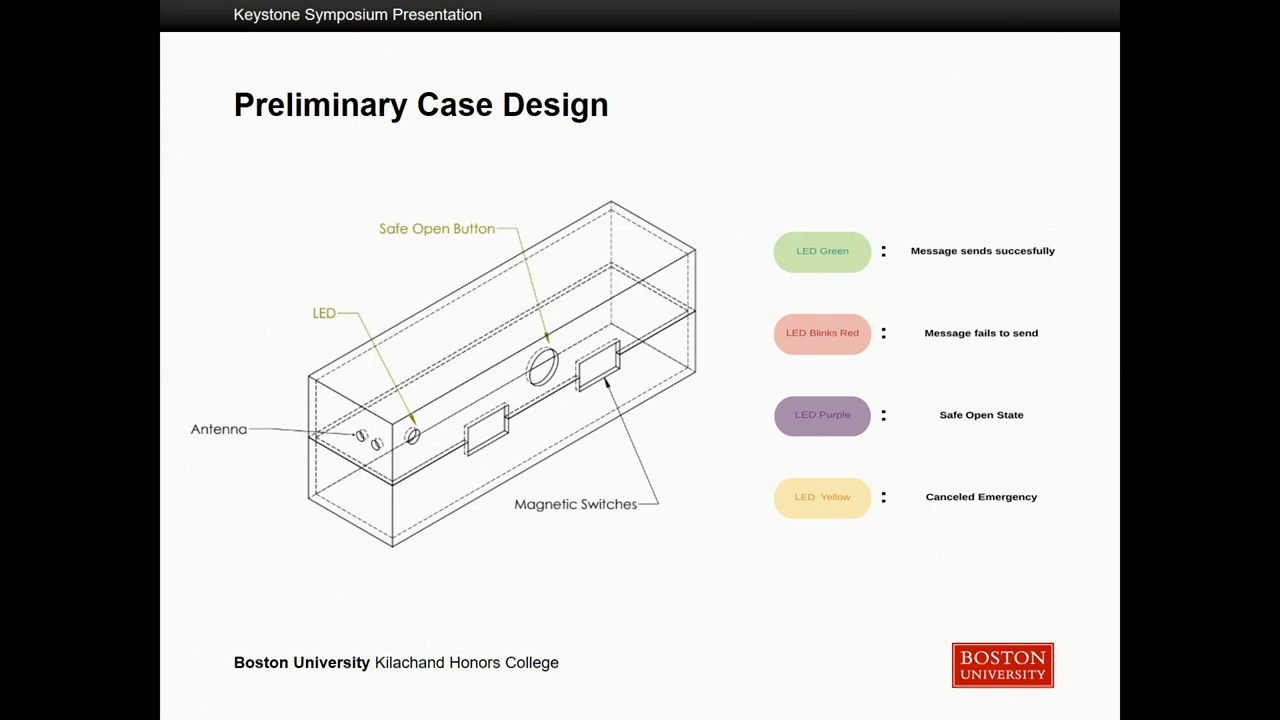 Keystone Symposium Presentation
Preliminary Case Design
Safe Open Button
LED
Antenna
Magnetic Switches
LED Green : Message sends succesfully
LED Blinks Red : Message fails to send
LED Purple : Safe Open State
LED Yellow : Canceled Emergency
Boston University Kilachand Honors College
BOSTON
UNIVERSITY